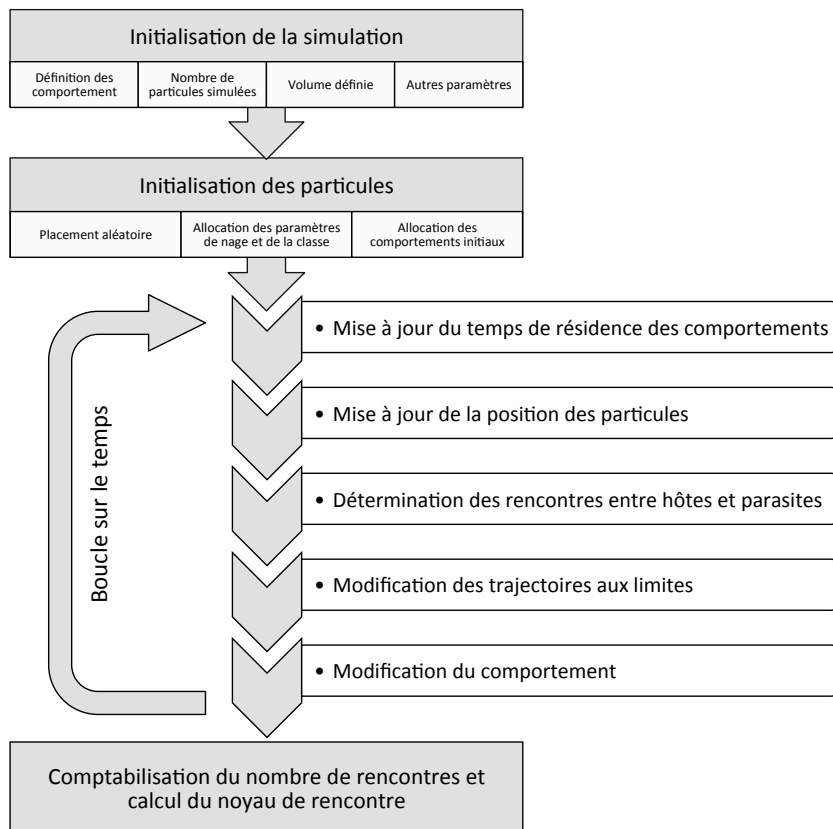 Initialisation de la simulation
Définition des
comportement
Nombre de
particules simulées
Volume définie
Autres paramètres
Initialisation des particules
Placement aléatoire
Allocation des paramètres
de nage et de la classe
Allocation des
comportements initiaux
Boucle sur le temps
• Mise à jour du temps de résidence des comportements
• Mise à jour de la position des particules
• Détermination des rencontres entre hôtes et parasites
• Modification des trajectoires aux limites
• Modification du comportement
Comptabilisation du nombre de rencontres et
calcul du noyau de rencontre